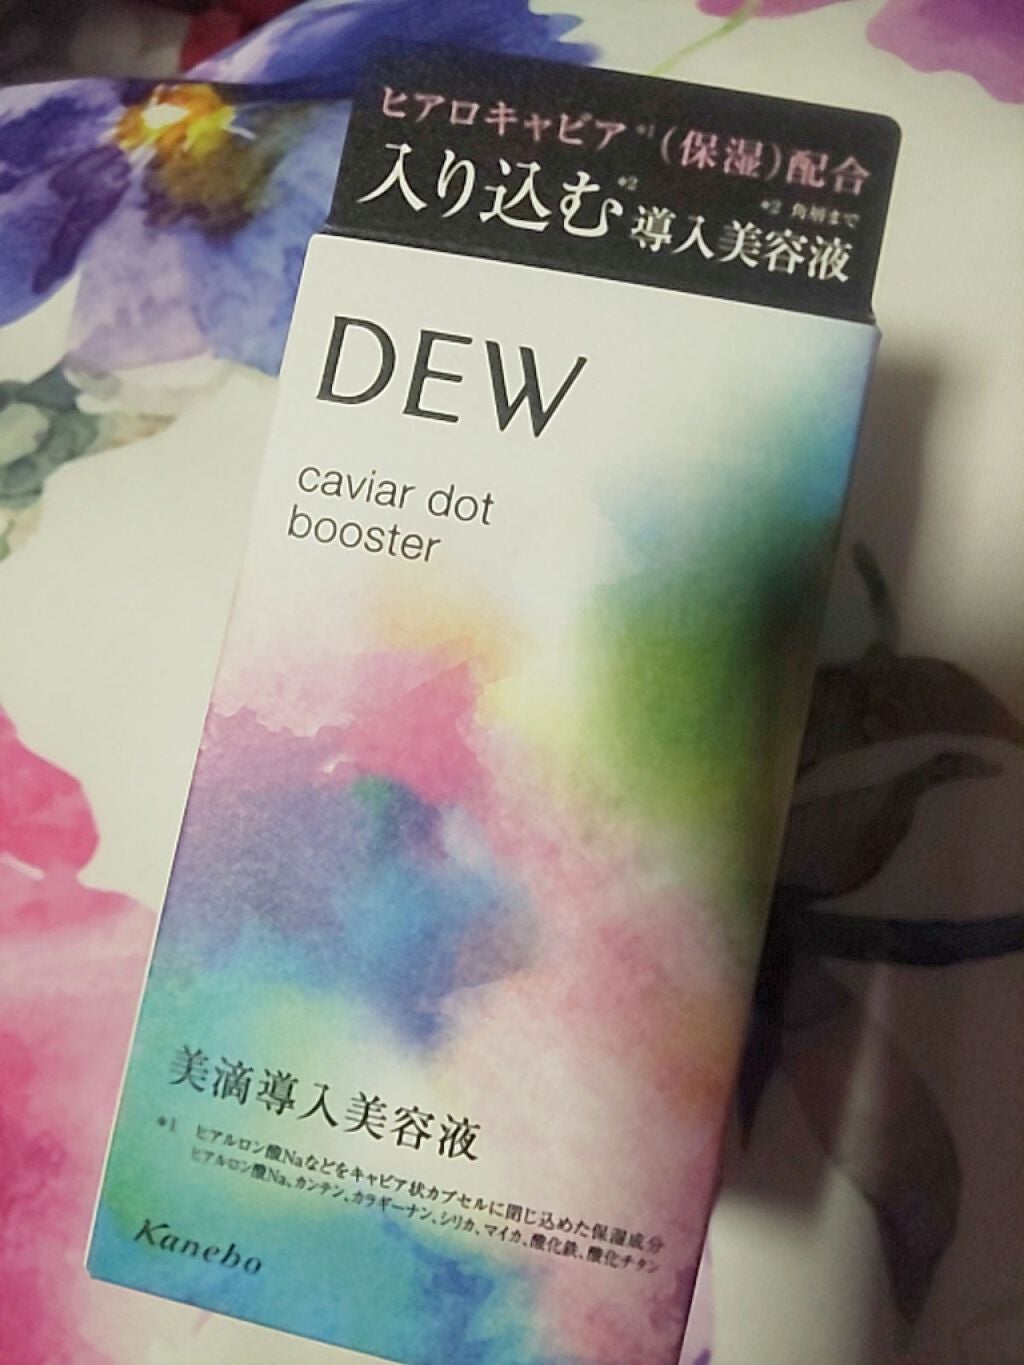 ヒアロキャビア*1(保湿)配合
入り込む*2導入美容液
*2 角層まで
DEW
caviar dot
booster
美滴導入美容液
*1 ヒアルロン酸Naなどをキャビア状カプセルに閉じ込めた保湿成分
ヒアルロン酸Na、カンテン、カラギーナン、シリカ、マイカ、酸化鉄、酸化チタン
Kanebo